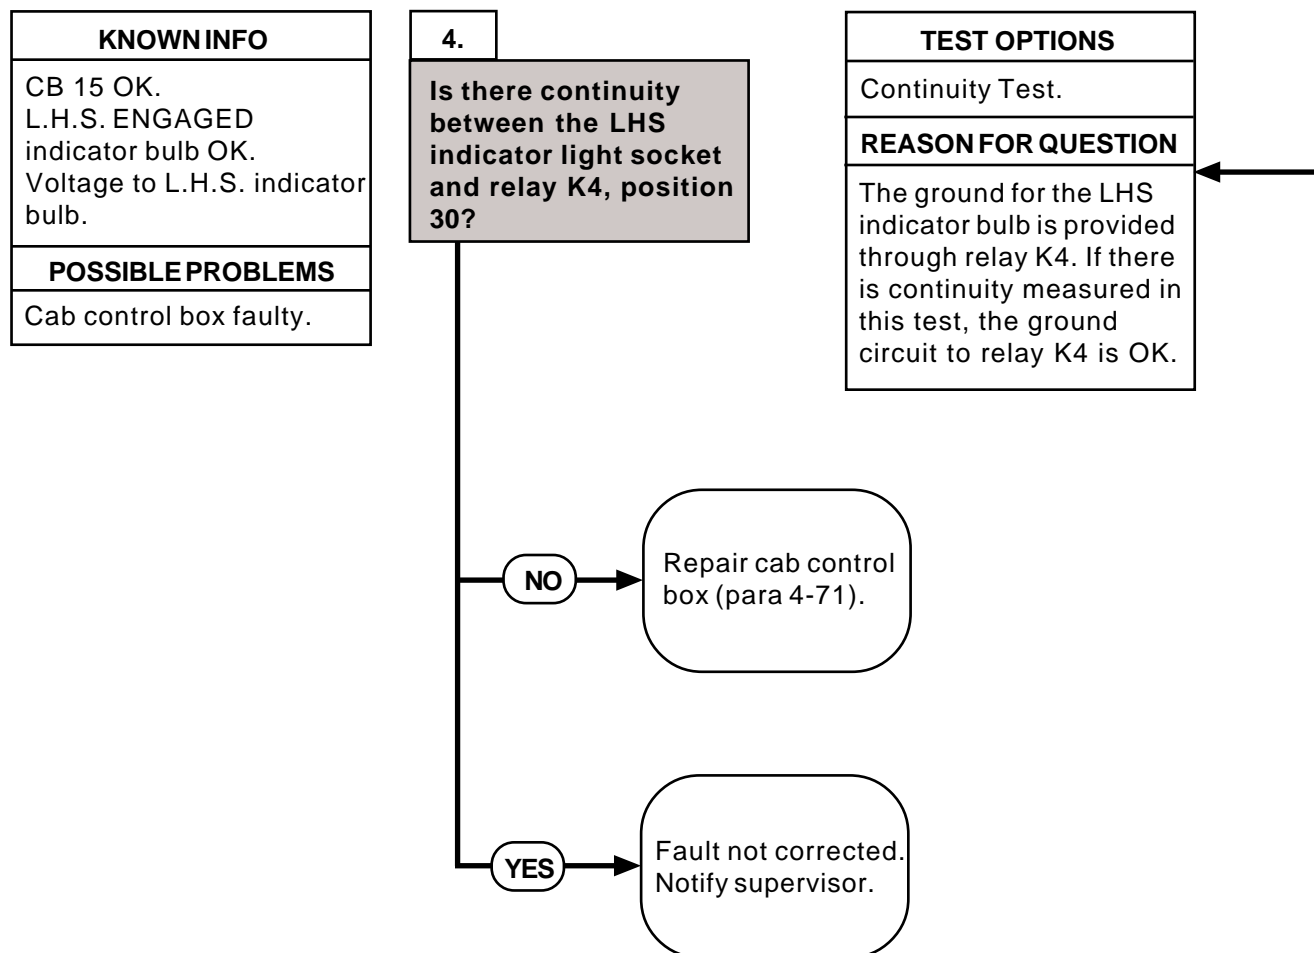 KNOWN INFO
CB 15 OK.
L.H.S. ENGAGED
indicator bulb OK.
Voltage to L.H.S. indicator
bulb.
POSSIBLE PROBLEMS
Cab control box faulty.
4.
Is there continuity
between the LHS
indicator light socket
and relay K4, position
30?
TEST OPTIONS
Continuity Test.
REASON FOR QUESTION
The ground for the LHS
indicator bulb is provided
through relay K4. If there
is continuity measured in
this test, the ground
circuit to relay K4 is OK.
NO
Repair cab control
box (para 4-71).
YES
Fault not corrected.
Notify supervisor.